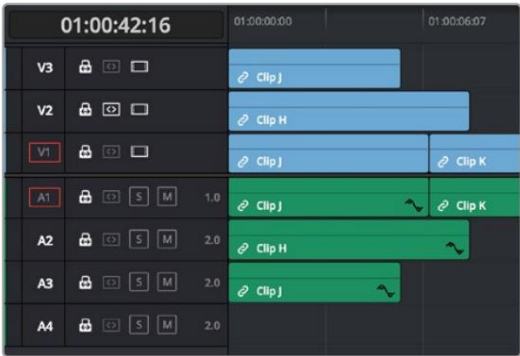 01:00:42:16 01:00:00:00 01:00:06:07
V3 Clip J
V2 Clip H
V1 Clip J Clip K
A1 S M 1.0 Clip J Clip K
A2 S M 2.0 Clip H
A3 S M 2.0 Clip J
A4 S M 2.0